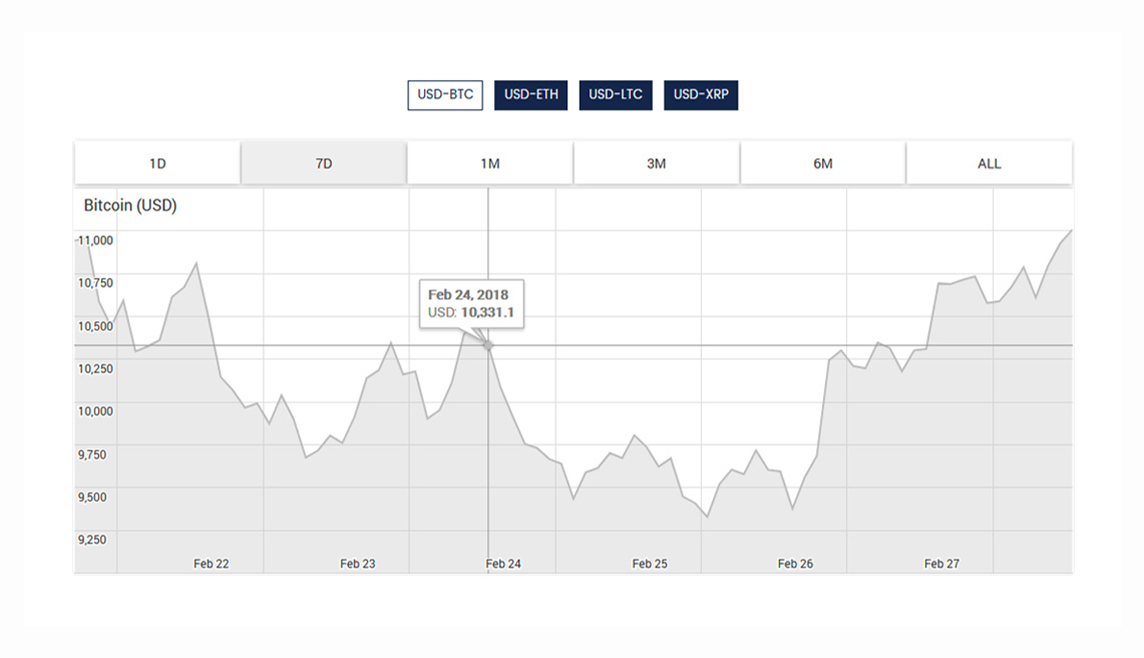 USD-BTC USD-ETH USD-LTC USD-XRP
1D 7D 1M 3M 6M ALL
Bitcoin (USD)
11,000
10,750
Feb 24, 2018
USD: 10,331.1
10,500
10,250
10,000
9,750
9,500
9,250
Feb 22 Feb 23 Feb 24 Feb 25 Feb 26 Feb 27